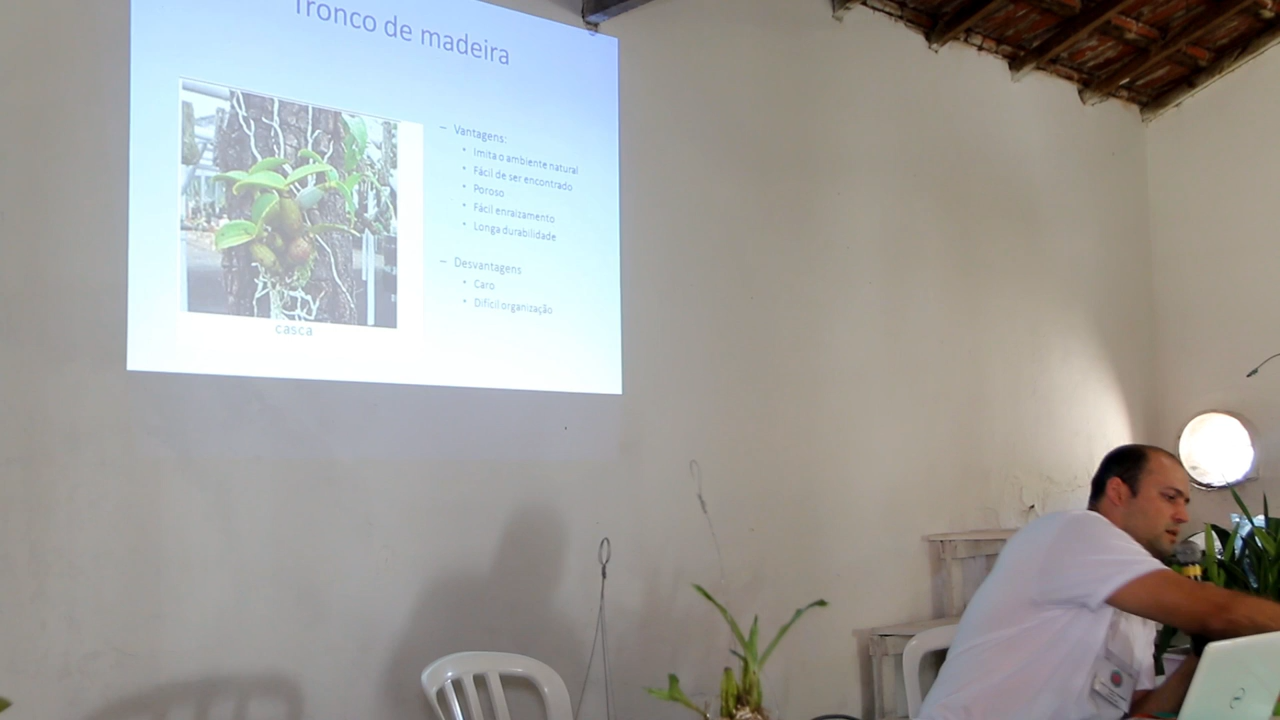 Tronco de madeira
– Vantagens:
• Imita o ambiente natural
• Fácil de ser encontrado
• Poroso
• Fácil enraizamento
• Longa durabilidade
– Desvantagens
• Caro
• Difícil organização
casca